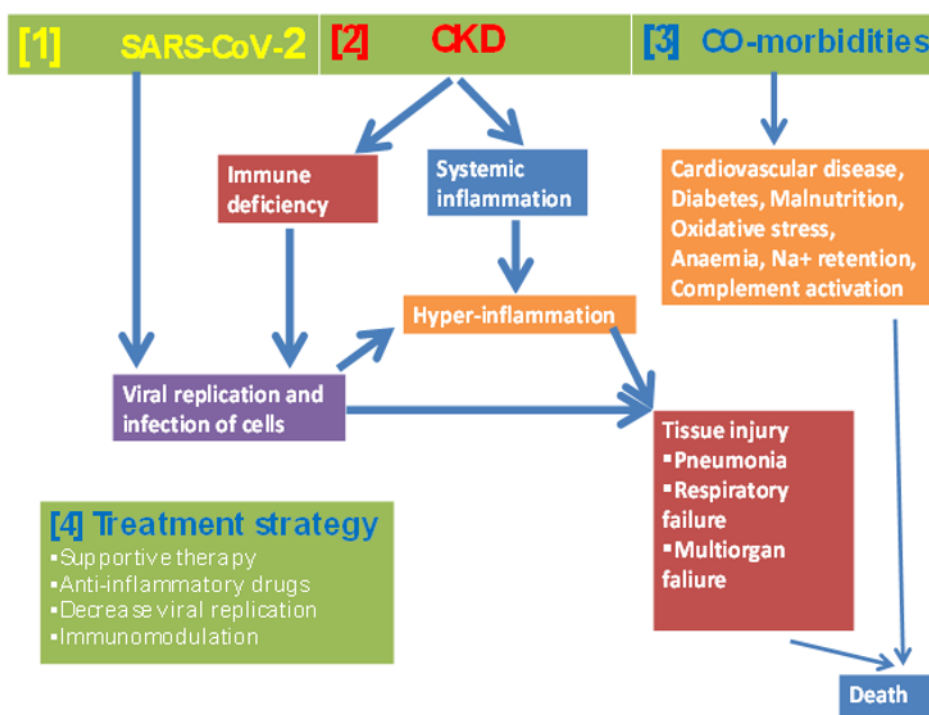 [1] SARS-CoV-2 [2] CKD [3] CO-morbidities
Immune
deficiency
Systemic
inflammation
Cardiovascular disease,
Diabetes, Malnutrition,
Oxidative stress,
Anaemia, Na+ retention,
Complement activation
Hyper-inflammation
Viral replication and
infection of cells
Tissue injury
▪Pneumonia
▪Respiratory
failure
▪Multiorgan
faliure
[4] Treatment strategy
▪Supportive therapy
▪Anti-inflammatory drugs
▪Decrease viral replication
▪Immunomodulation
Death